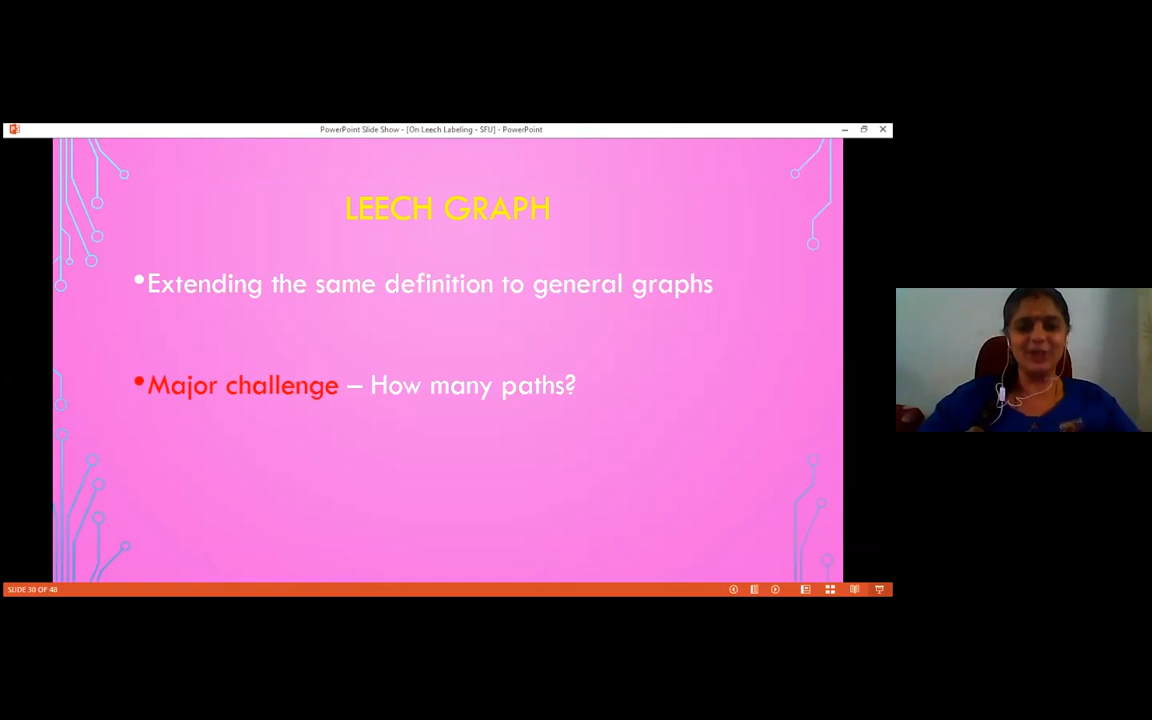 PowerPoint Slide Show - [On Leech Labeling - SFU] - PowerPoint
LEECH GRAPH
•Extending the same definition to general graphs
•Major challenge – How many paths?
SLIDE 30 OF 48